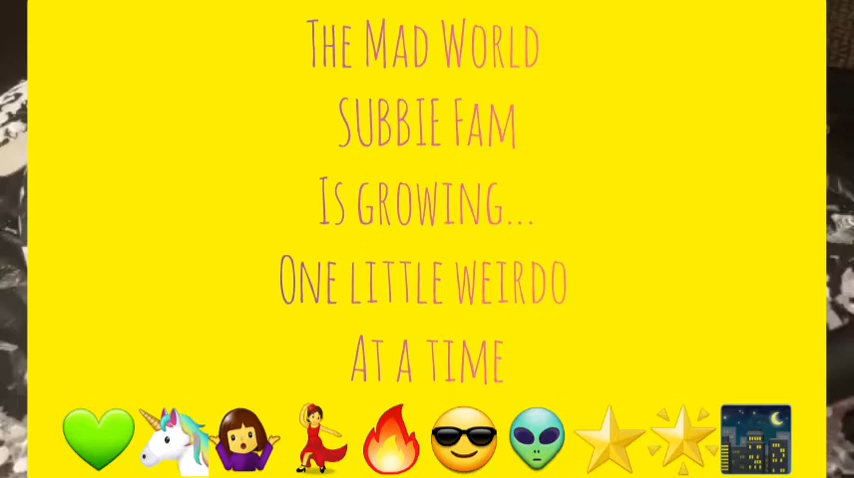 The Mad World
SUBBIE Fam
Is growing...
One little weirdo
At a time